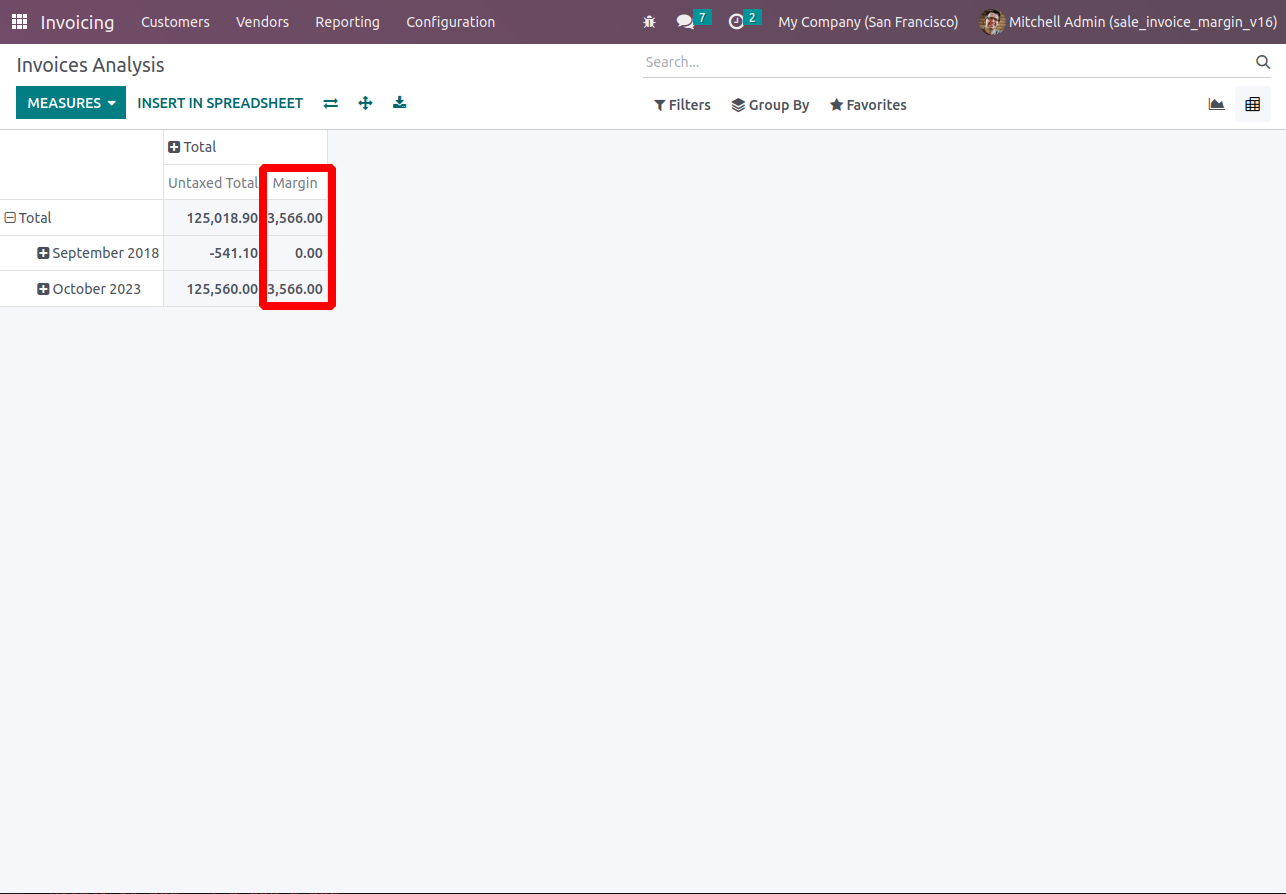 Invoicing Customers Vendors Reporting Configuration 7 2 My Company (San Francisco) Mitchell Admin (sale_invoice_margin_v16)
Invoices Analysis
Search...
MEASURES INSERT IN SPREADSHEET
Filters Group By Favorites
Total
Untaxed Total Margin
Total 125,018.90 3,566.00
September 2018 -541.10 0.00
October 2023 125,560.00 3,566.00